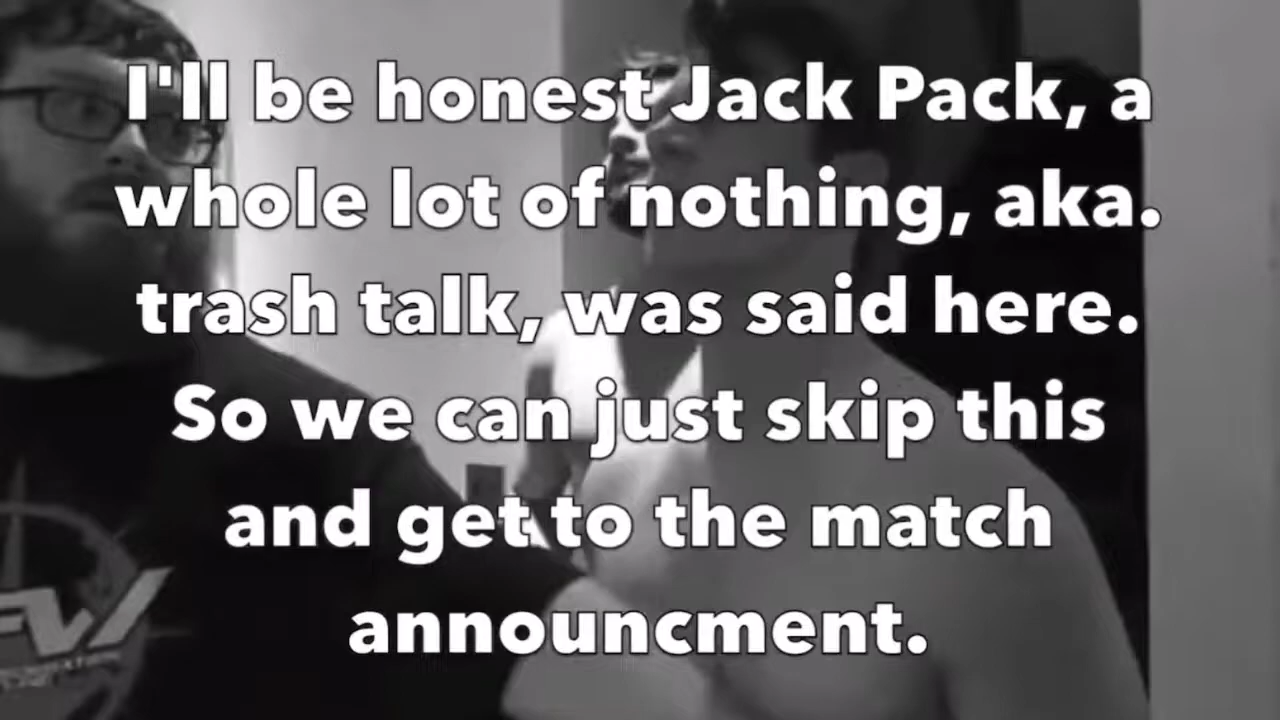 I'll be honest Jack Pack, a
whole lot of nothing, aka.
trash talk, was said here.
So we can just skip this
and get to the match
announcment.